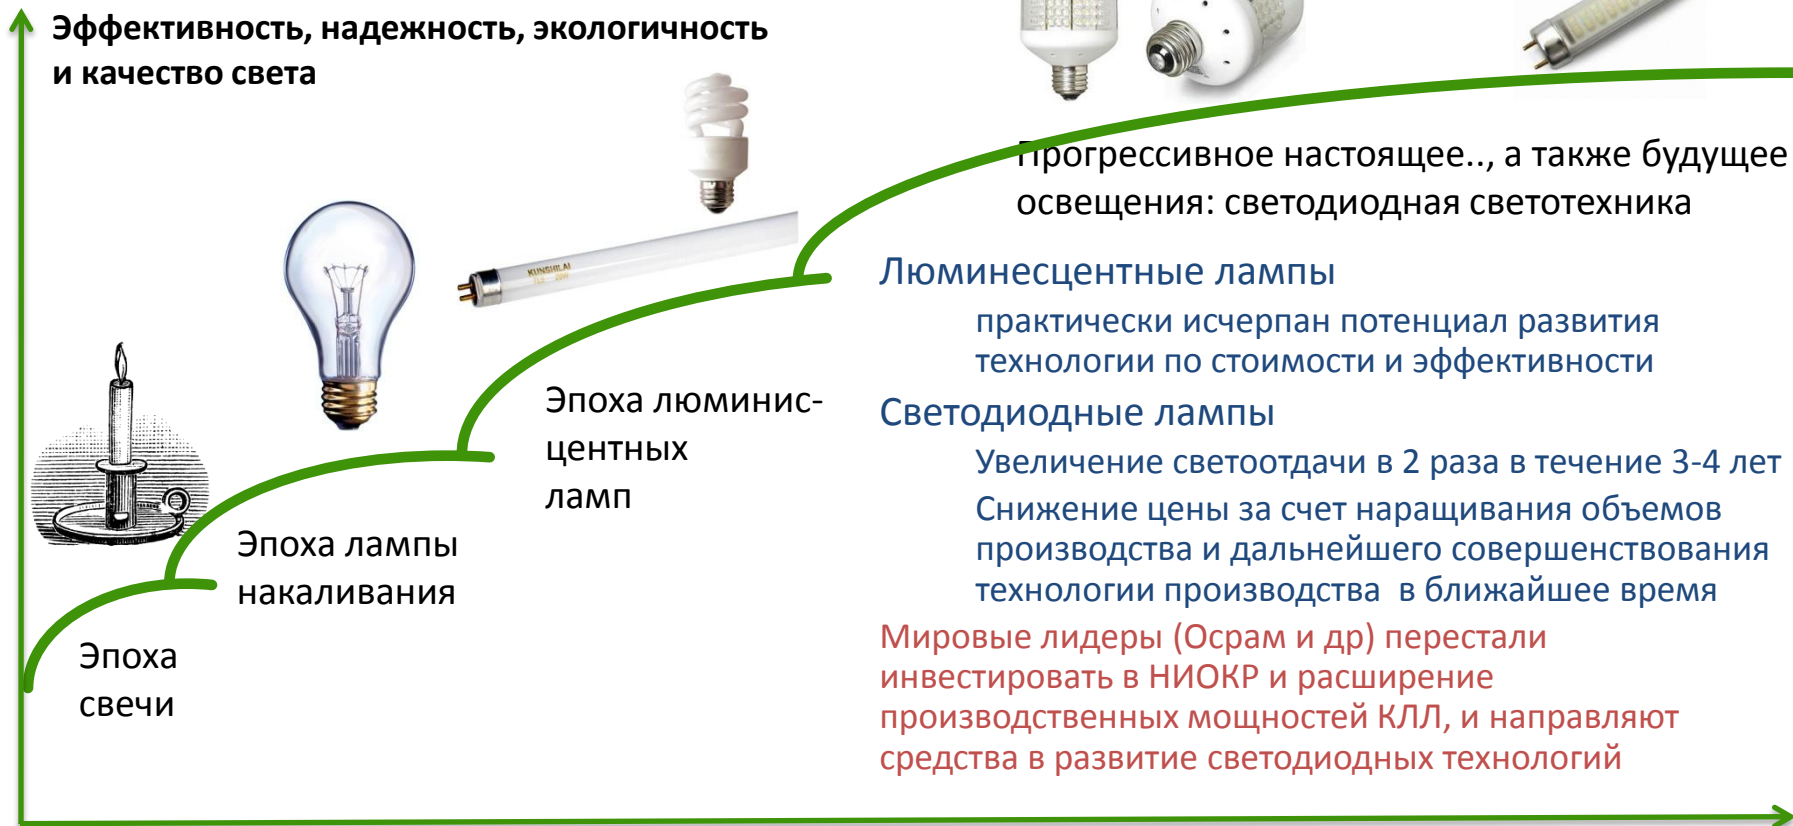 Эффективность, надежность, экологичность
и качество света
Прогрессивное настоящее.., а также будущее
освещения: светодиодная светотехника
KUNSHILAI
Люминесцентные лампы
практически исчерпан потенциал развития
технологии по стоимости и эффективности
Светодиодные лампы
Увеличение светоотдачи в 2 раза в течение 3-4 лет
Снижение цены за счет наращивания объемов
производства и дальнейшего совершенствования
технологии производства  в ближайшее время
Мировые лидеры (Осрам и др) перестали
инвестировать в НИОКР и расширение
производственных мощностей КЛЛ, и направляют
средства в развитие светодиодных технологий
Эпоха люминис-
центных
ламп
Эпоха лампы
накаливания
Эпоха
свечи